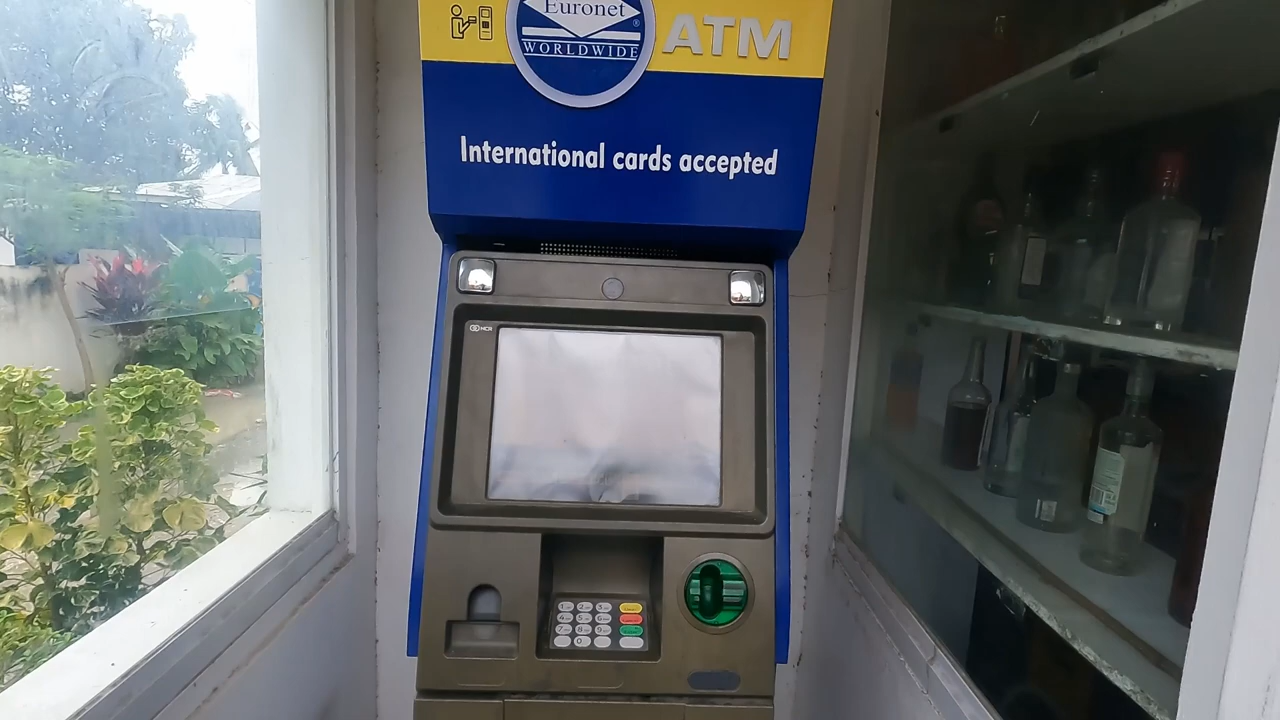 Euronet
®
WORLDWIDE
ATM
International cards accepted
NCR